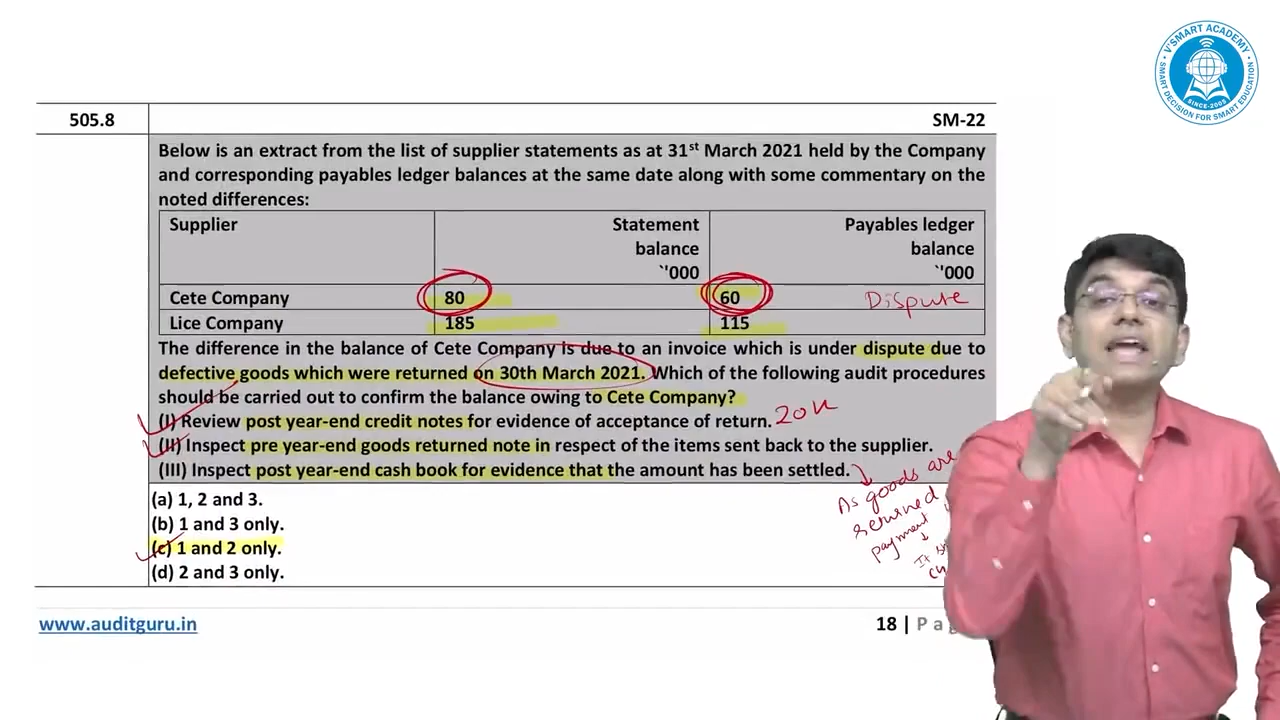 V'SMART ACADEMY
SINCE-2005
SMART DECISION FOR SMART EDUCATION
505.8
SM-22
Below is an extract from the list of supplier statements as at 31st March 2021 held by the Company
and corresponding payables ledger balances at the same date along with some commentary on the
noted differences:
Supplier Statement Payables ledger
balance balance
`'000 `'000
Cete Company 80 60 Dispute
Lice Company 185 115
The difference in the balance of Cete Company is due to an invoice which is under dispute due to
defective goods which were returned on 30th March 2021. Which of the following audit procedures
should be carried out to confirm the balance owing to Cete Company?
(I) Review post year-end credit notes for evidence of acceptance of return. 20K
(II) Inspect pre year-end goods returned note in respect of the items sent back to the supplier.
(III) Inspect post year-end cash book for evidence that the amount has been settled.
As goods are
returned
payment
(a) 1, 2 and 3.
(b) 1 and 3 only.
(c) 1 and 2 only.
(d) 2 and 3 only.
www.auditguru.in
18 | Pa